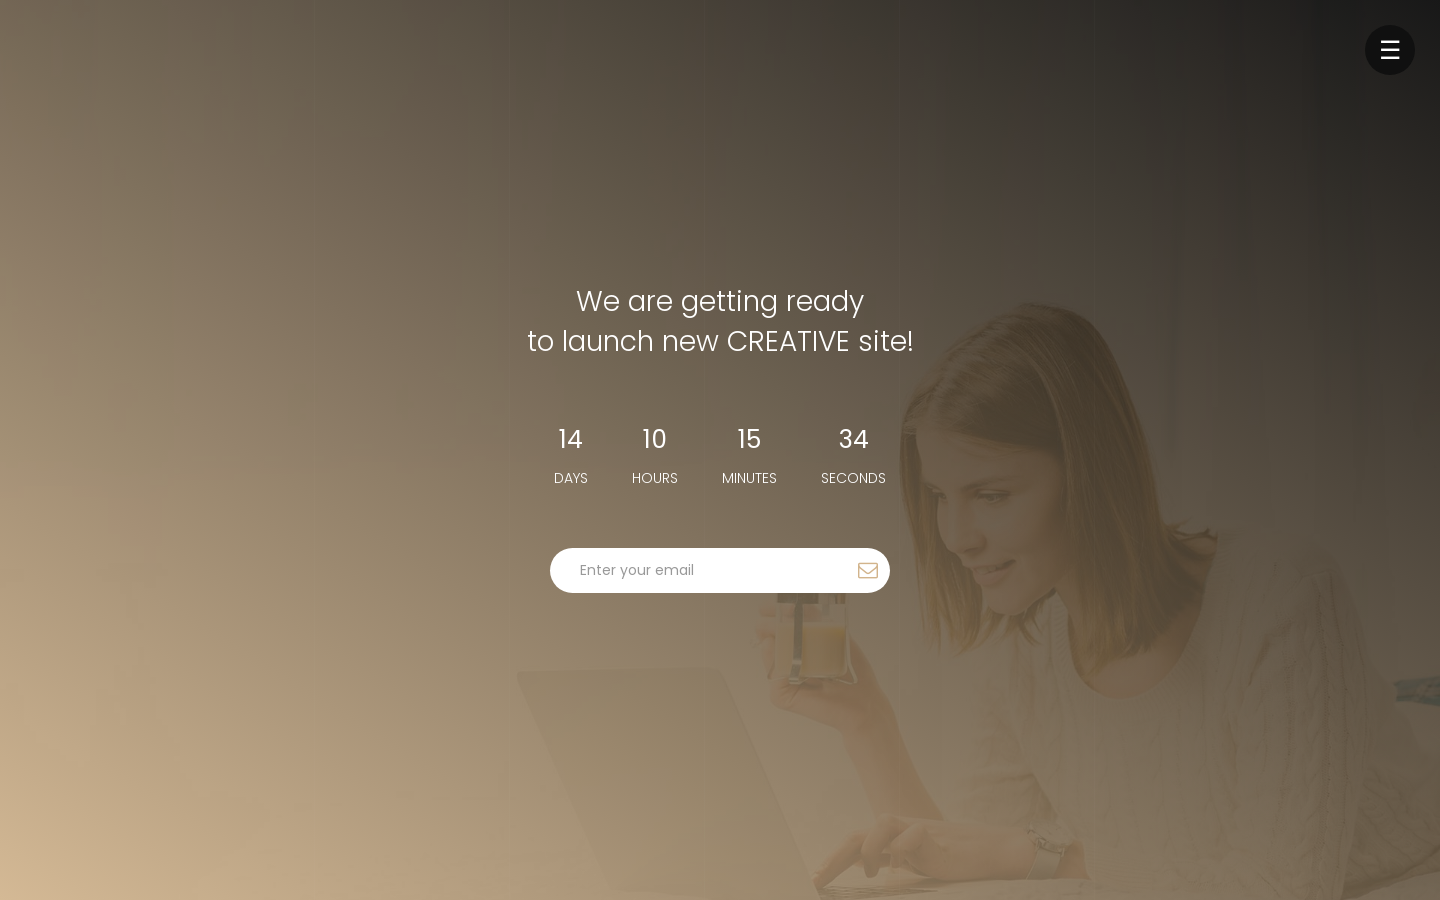 We are getting ready
to launch new CREATIVE site!
14 10 15 34
DAYS HOURS MINUTES SECONDS
Enter your email